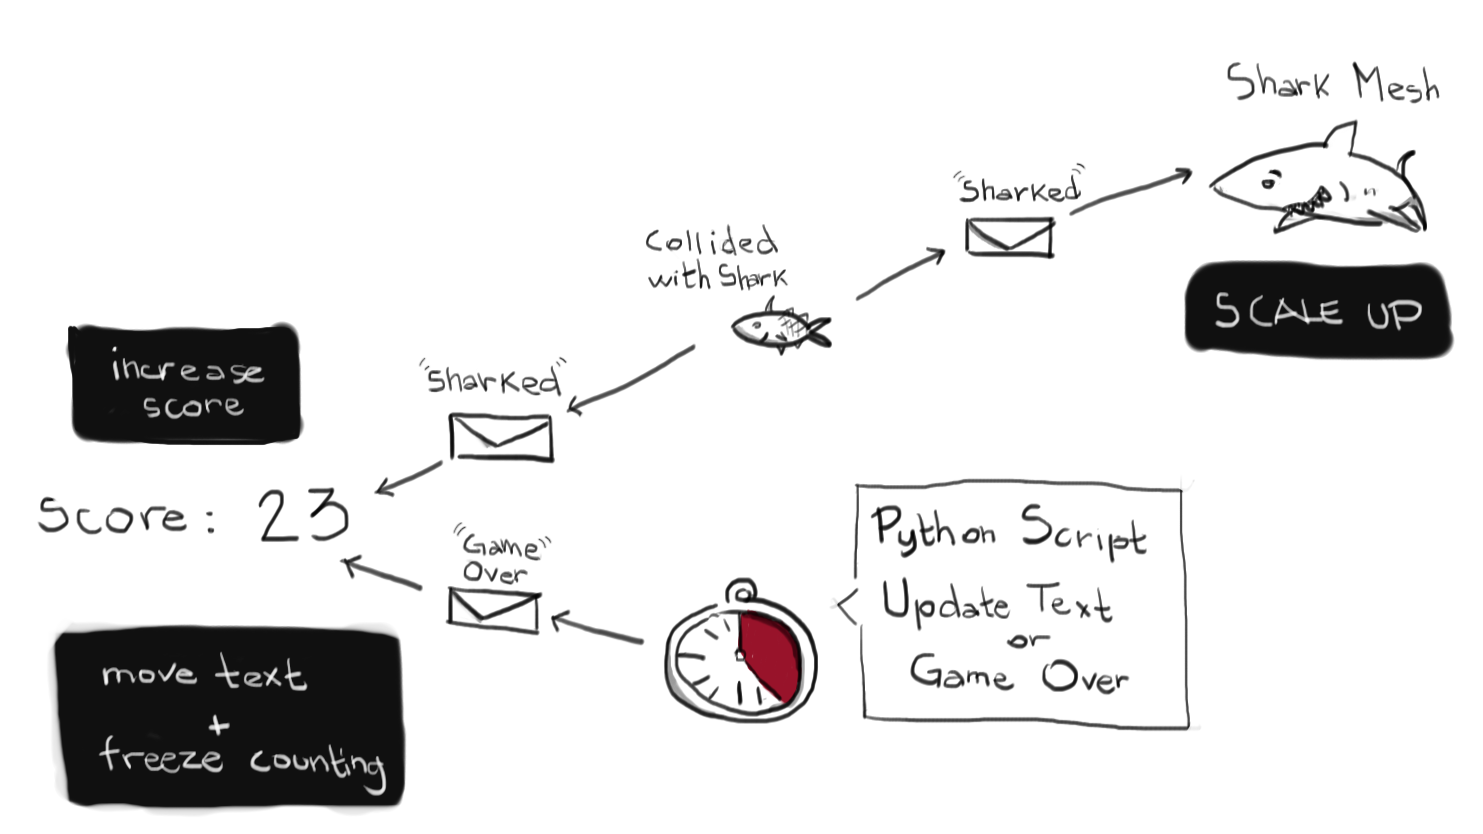 Shark Mesh
"Sharked"
SCALE UP
Collided
with Shark
"Sharked"
increase
score
Score: 23
"Game"
Over
move text
+
freeze counting
Python Script
Update Text
or
Game Over